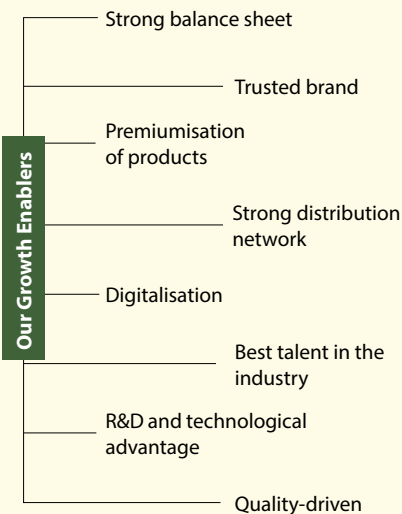 Strong balance sheet
Trusted brand
Premiumisation
of products
Our Growth Enablers
Strong distribution
network
Digitalisation
Best talent in the
industry
R&D and technological
advantage
Quality-driven